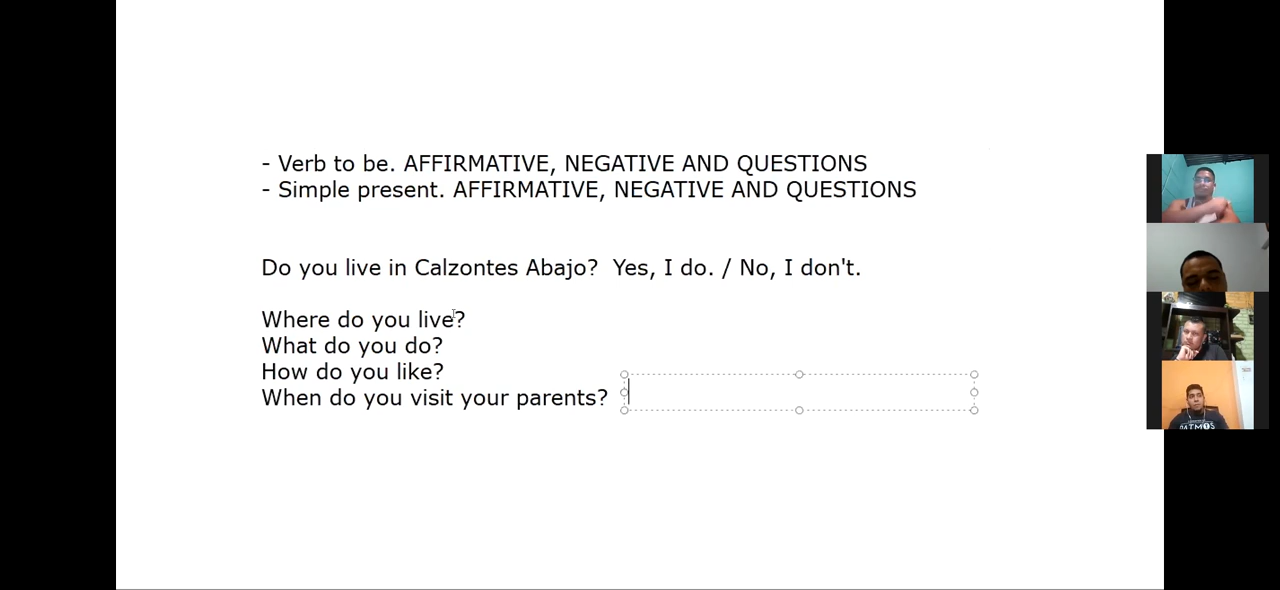 - Verb to be. AFFIRMATIVE, NEGATIVE AND QUESTIONS
- Simple present. AFFIRMATIVE, NEGATIVE AND QUESTIONS
Do you live in Calzontes Abajo?  Yes, I do. / No, I don't.
Where do you live?
What do you do?
How do you like?
When do you visit your parents?